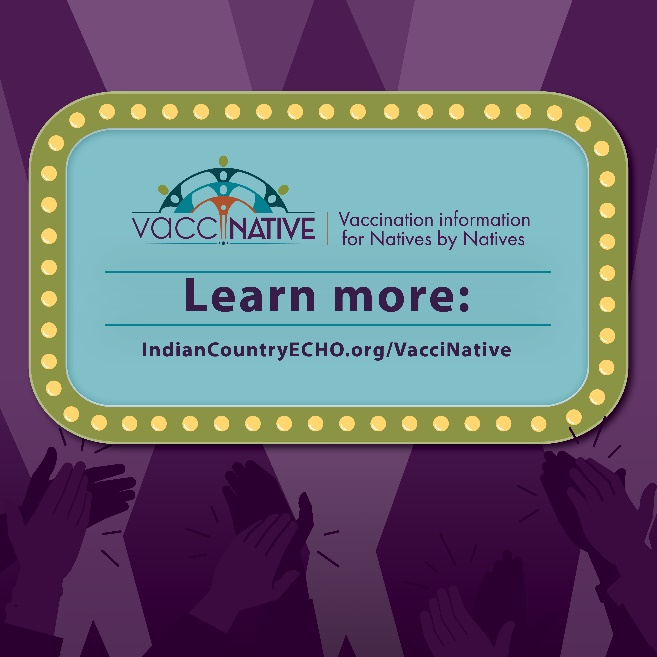 VACCINATIVE
Vaccination information
for Natives by Natives
Learn more:
IndianCountryECHO.org/VacciNative